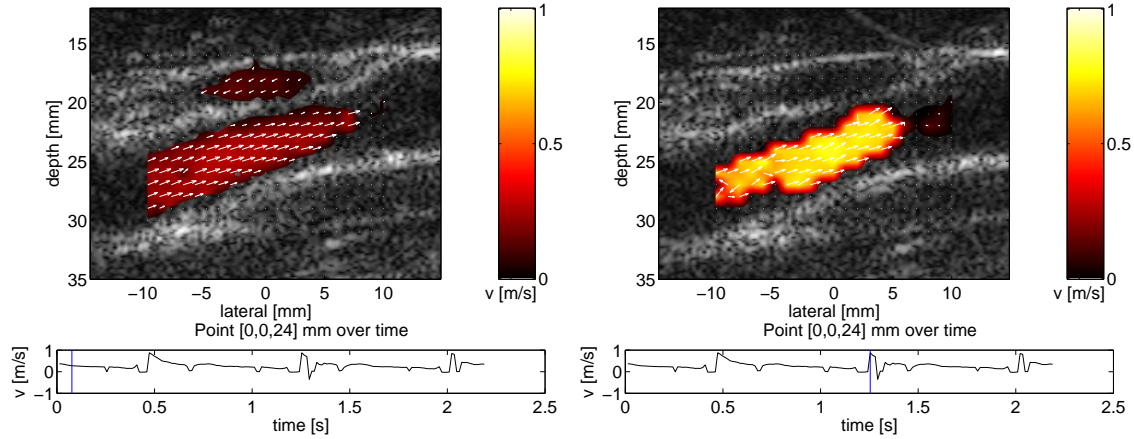 1
15
20
0.5
25
30
35
0
−10 −5 0 5 10
v [m/s]
depth [mm]
lateral [mm]
Point [0,0,24] mm over time
1
0
−1
v [m/s]
0 0.5 1 1.5 2 2.5
time [s]
1
15
20
0.5
25
30
35
0
−10 −5 0 5 10
v [m/s]
depth [mm]
lateral [mm]
Point [0,0,24] mm over time
1
0
−1
v [m/s]
0 0.5 1 1.5 2 2.5
time [s]